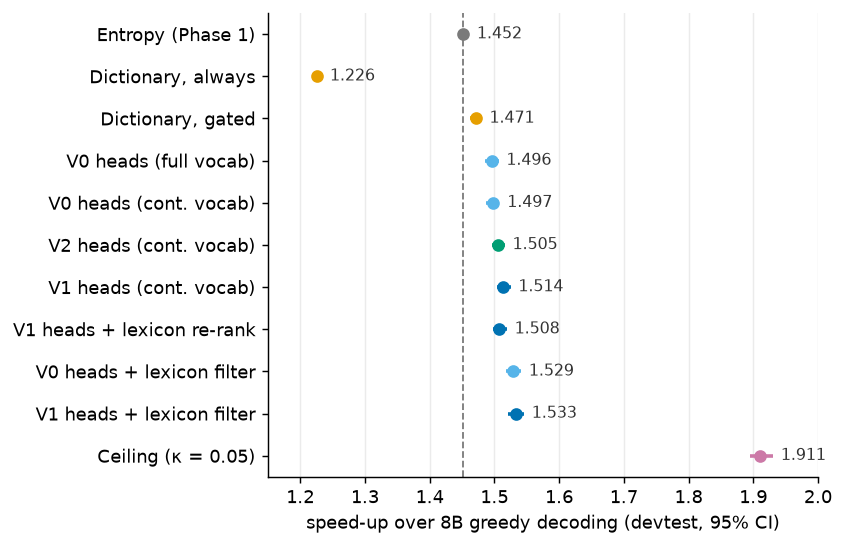 Entropy (Phase 1) 1.452
Dictionary, always 1.226
Dictionary, gated 1.471
V0 heads (full vocab) 1.496
V0 heads (cont. vocab) 1.497
V2 heads (cont. vocab) 1.505
V1 heads (cont. vocab) 1.514
V1 heads + lexicon re-rank 1.508
V0 heads + lexicon filter 1.529
V1 heads + lexicon filter 1.533
Ceiling (κ = 0.05) 1.911
1.2 1.3 1.4 1.5 1.6 1.7 1.8 1.9 2.0
speed-up over 8B greedy decoding (devtest, 95% CI)